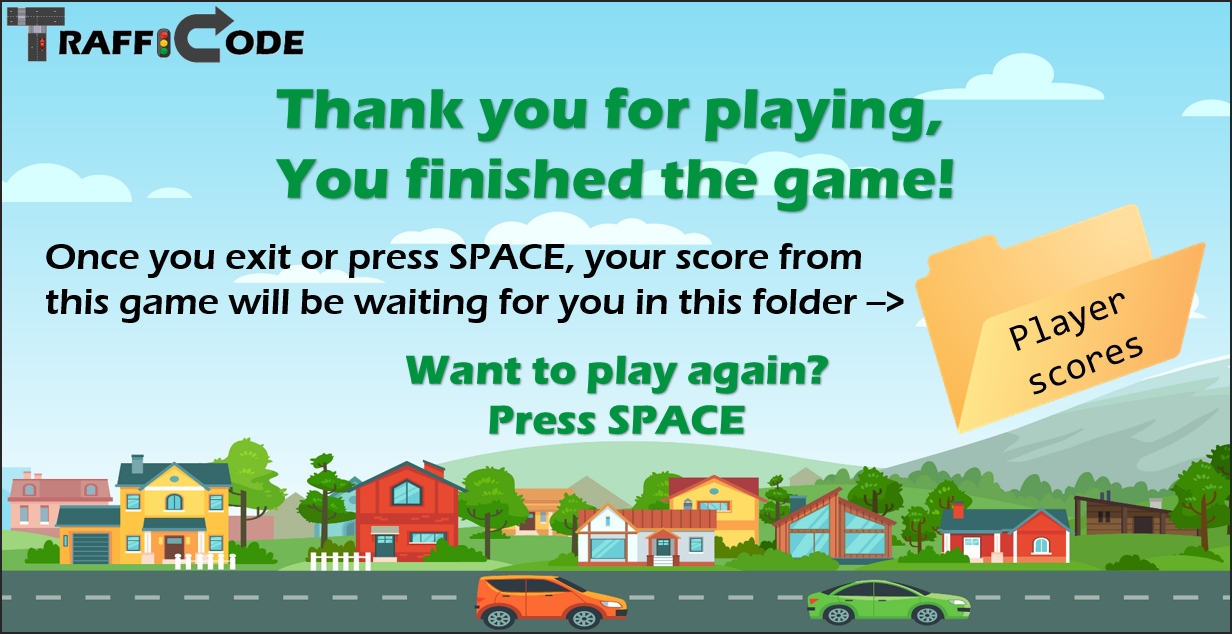 TRAFFICODE
Thank you for playing,
You finished the game!
Once you exit or press SPACE, your score from
this game will be waiting for you in this folder –>
Player
scores
Want to play again?
Press SPACE